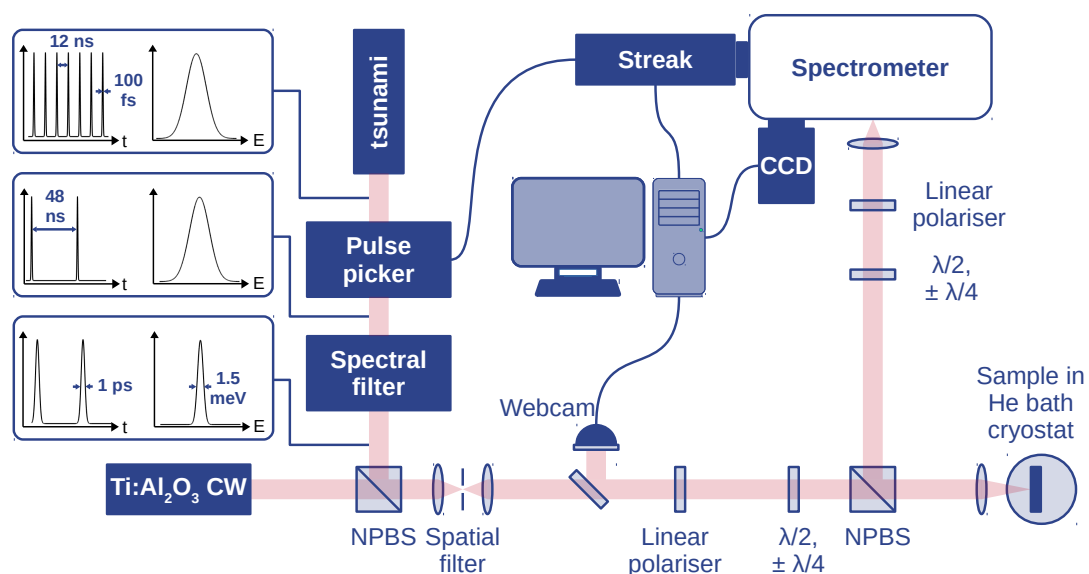 12 ns
100
fs
t
E
48
ns
t
E
1 ps
1.5
meV
t
E
tsunami
Pulse
picker
Spectral
filter
Ti:Al₂O₃ CW
NPBS
Spatial
filter
Webcam
Linear
polariser
λ/2,
± λ/4
NPBS
Streak
Spectrometer
CCD
Linear
polariser
λ/2,
± λ/4
Sample in
He bath
cryostat